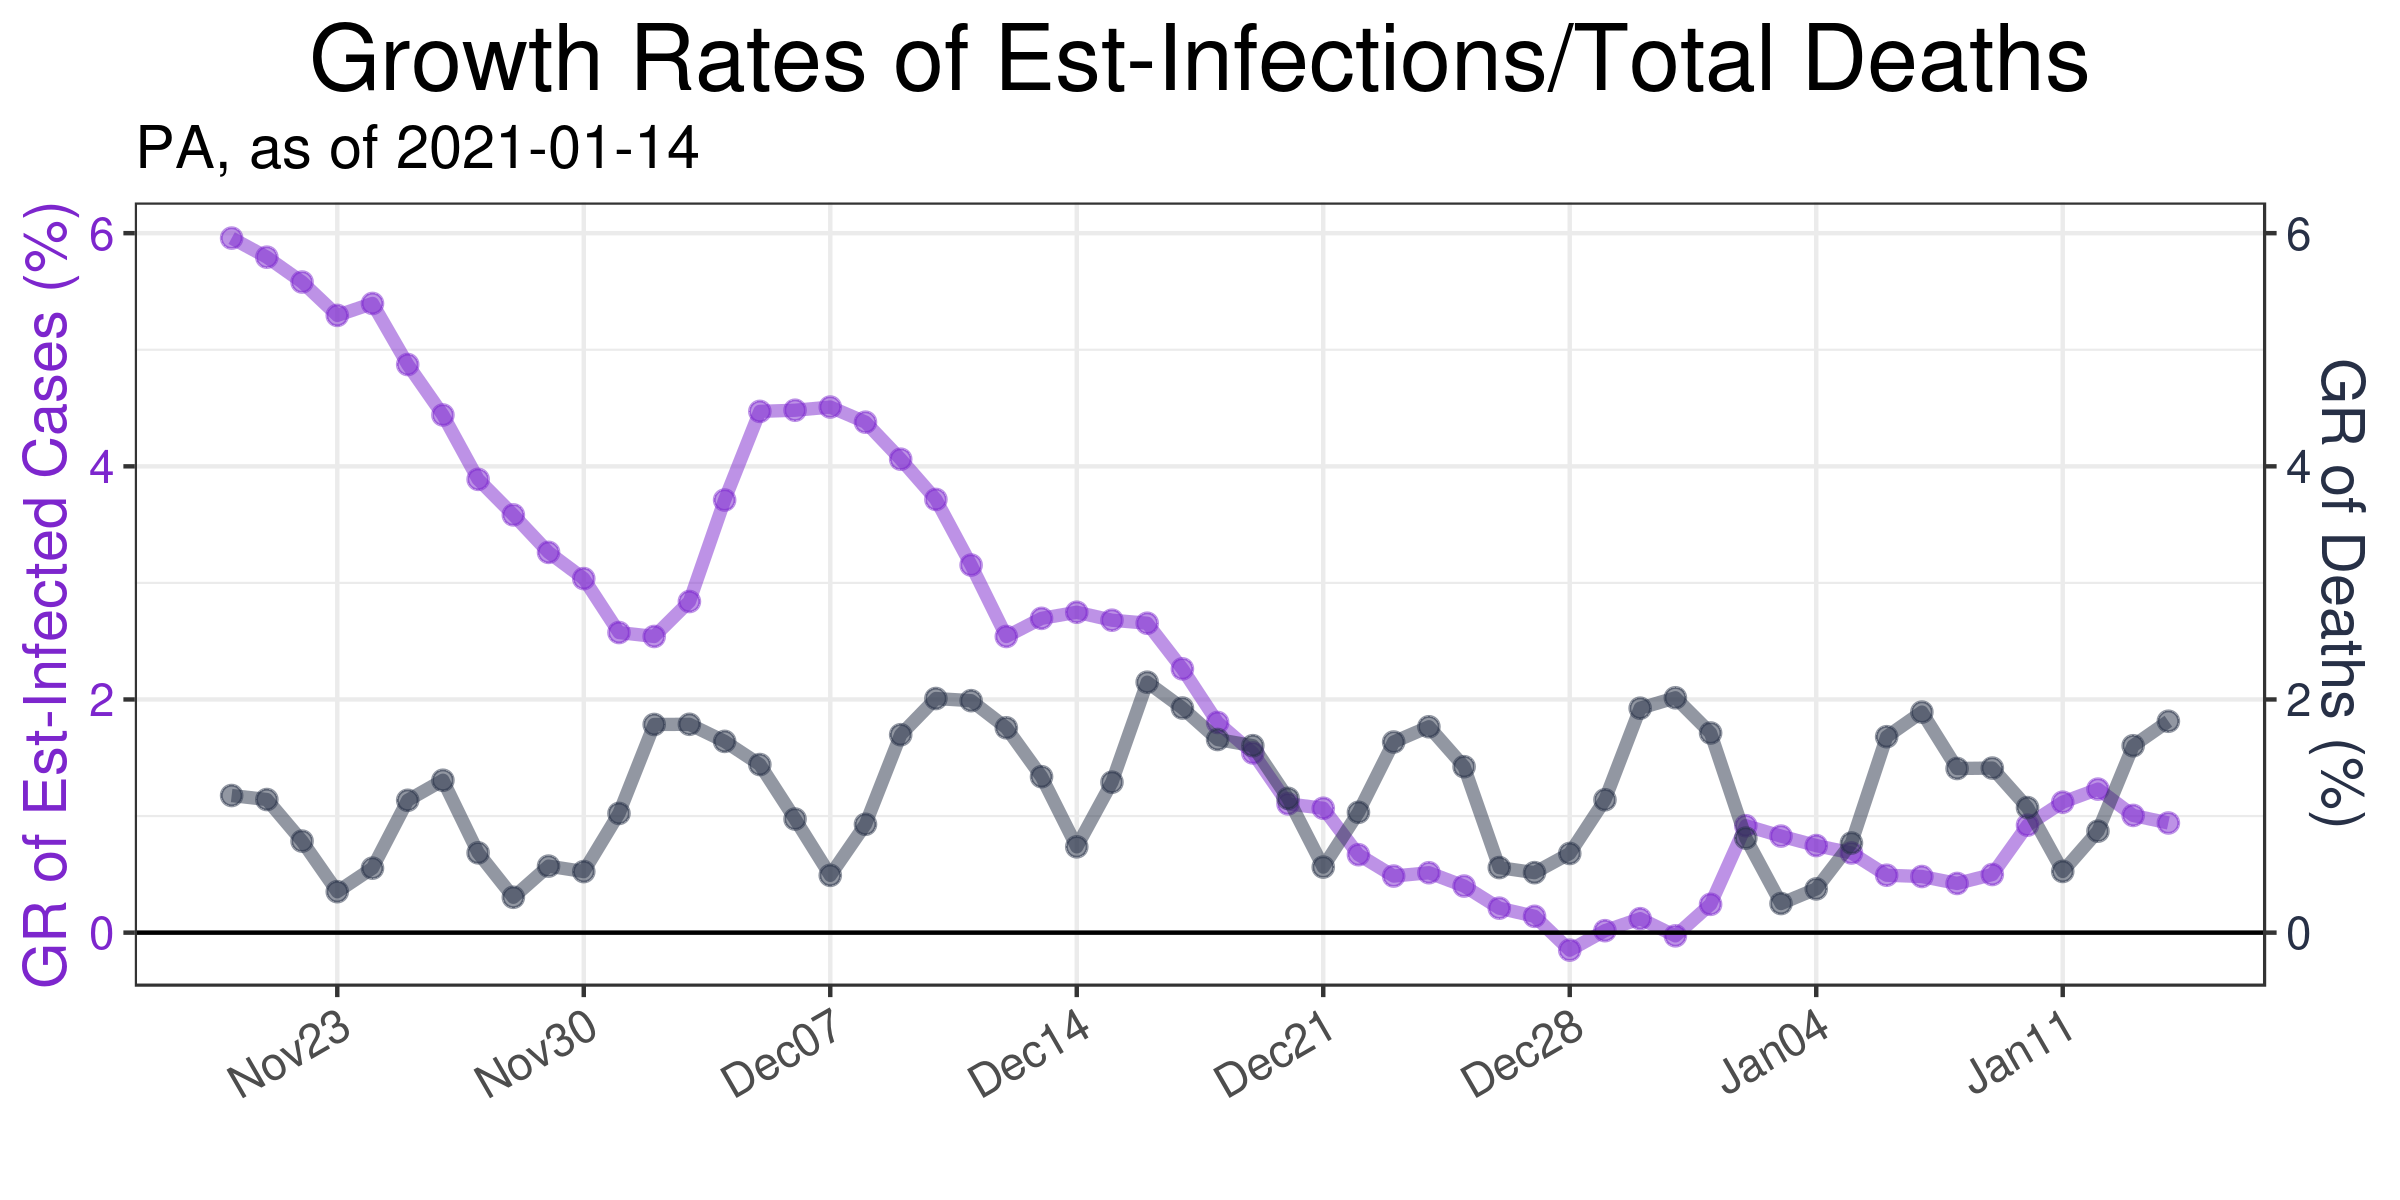 Growth Rates of Est-Infections/Total Deaths
PA, as of 2021-01-14
GR of Est-Infected Cases (%)
6
4
2
0
6
4
2
0
GR of Deaths (%)
Nov23
Nov30
Dec07
Dec14
Dec21
Dec28
Jan04
Jan11